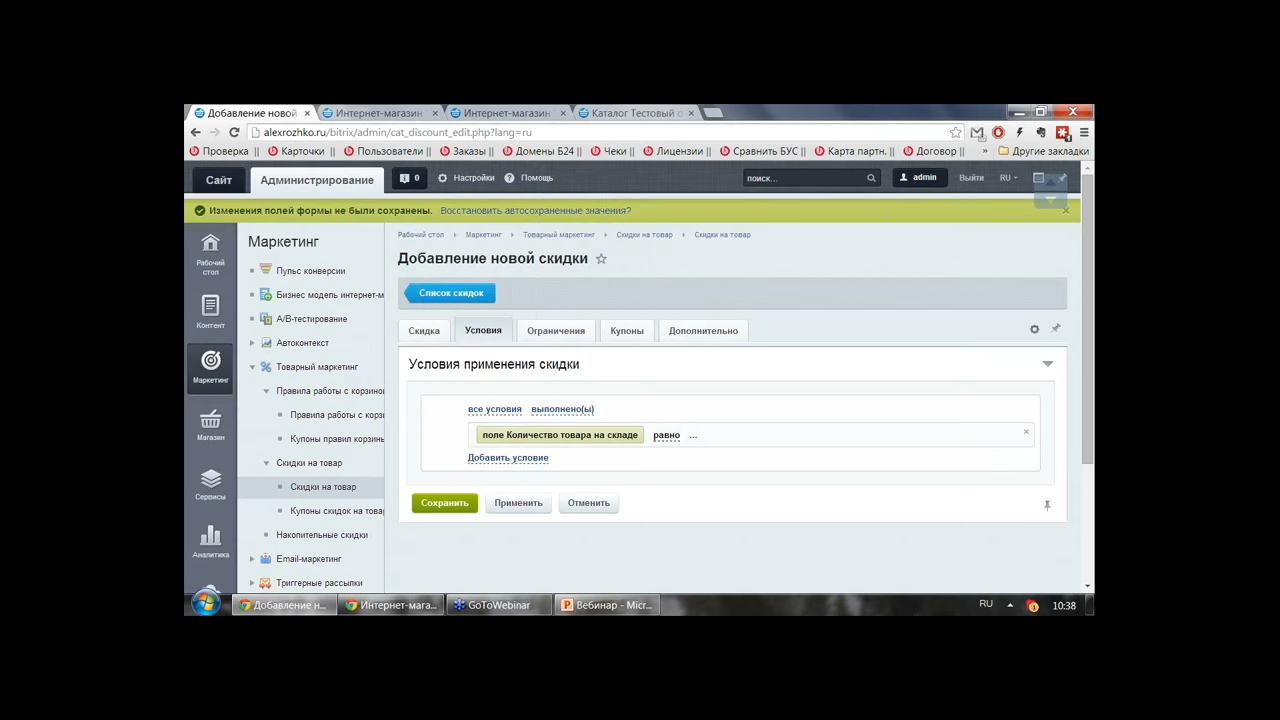 Добавление новой
Интернет-магазин
Интернет-магазин
Каталог Тестовый
alexrozhko.ru/bitrix/admin/cat_discount_edit.php?lang=ru
Проверка || Карточки || Пользователи || Заказы || Домены Б24 || Чеки || Лицензии || Сравнить БУС || Карта партн. || Договор || » Другие закладки
Сайт Администрирование 0 Настройки Помощь поиск... admin Выйти RU
Изменения полей формы не были сохранены. Восстановить автосохраненные значения?
Рабочий стол
Контент
Маркетинг
Магазин
Сервисы
Аналитика
Маркетинг
Пульс конверсии
Бизнес модель интернет-м
A/B-тестирование
Автоконтекст
Товарный маркетинг
Правила работы с корзино
Правила работы с корз
Купоны правил корзинь
Скидки на товар
Скидки на товар
Купоны скидок на това
Накопительные скидки
Email-маркетинг
Триггерные рассылки
Рабочий стол Маркетинг Товарный маркетинг Скидки на товар Скидки на товар
Добавление новой скидки
Список скидок
Скидка Условия Ограничения Купоны Дополнительно
Условия применения скидки
все условия выполнено(ы)
поле Количество товара на складе равно ...
Добавить условие
Сохранить Применить Отменить
Добавление н... Интернет-мага... GoToWebinar Вебинар - Micr... RU 10:38